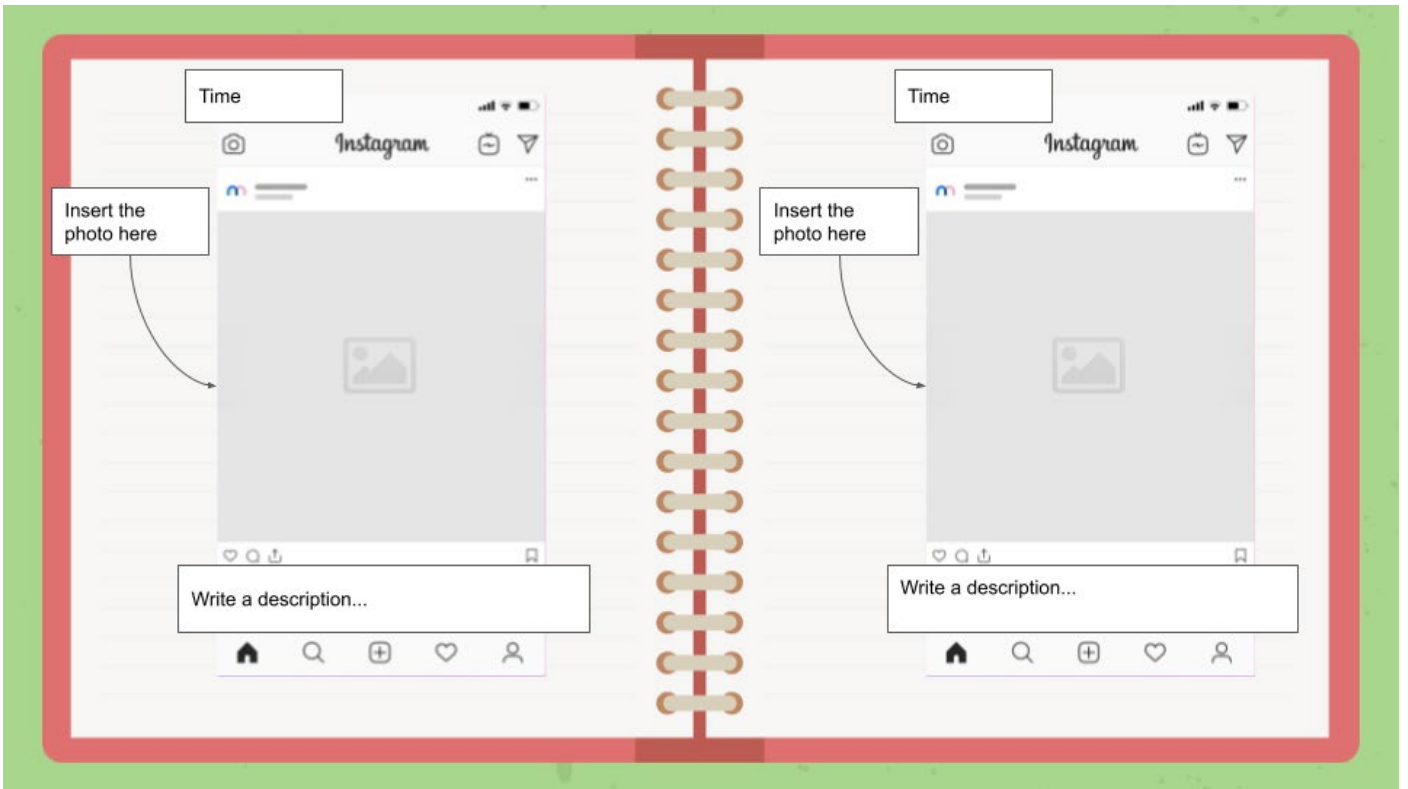 Time
Instagram
Insert the
photo here
Write a description...
Time
Instagram
Insert the
photo here
Write a description...